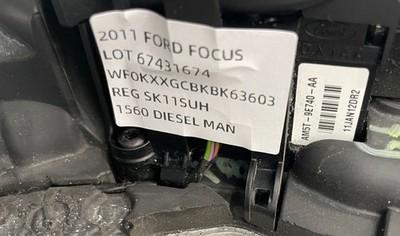 2011 FORD FOCUS
LOT 67431674
WF0KXXGCBKBK63603
REG SK11SUH
1560 DIESEL MAN
AM5T-9E740-AA
11JAN12DR2